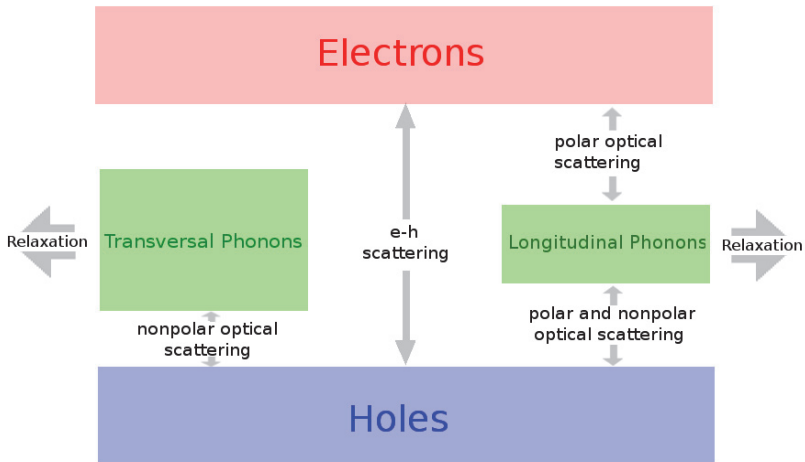 Electrons
polar optical
scattering
Relaxation
Transversal Phonons
e-h
scattering
Longitudinal Phonons
Relaxation
nonpolar optical
scattering
polar and nonpolar
optical scattering
Holes